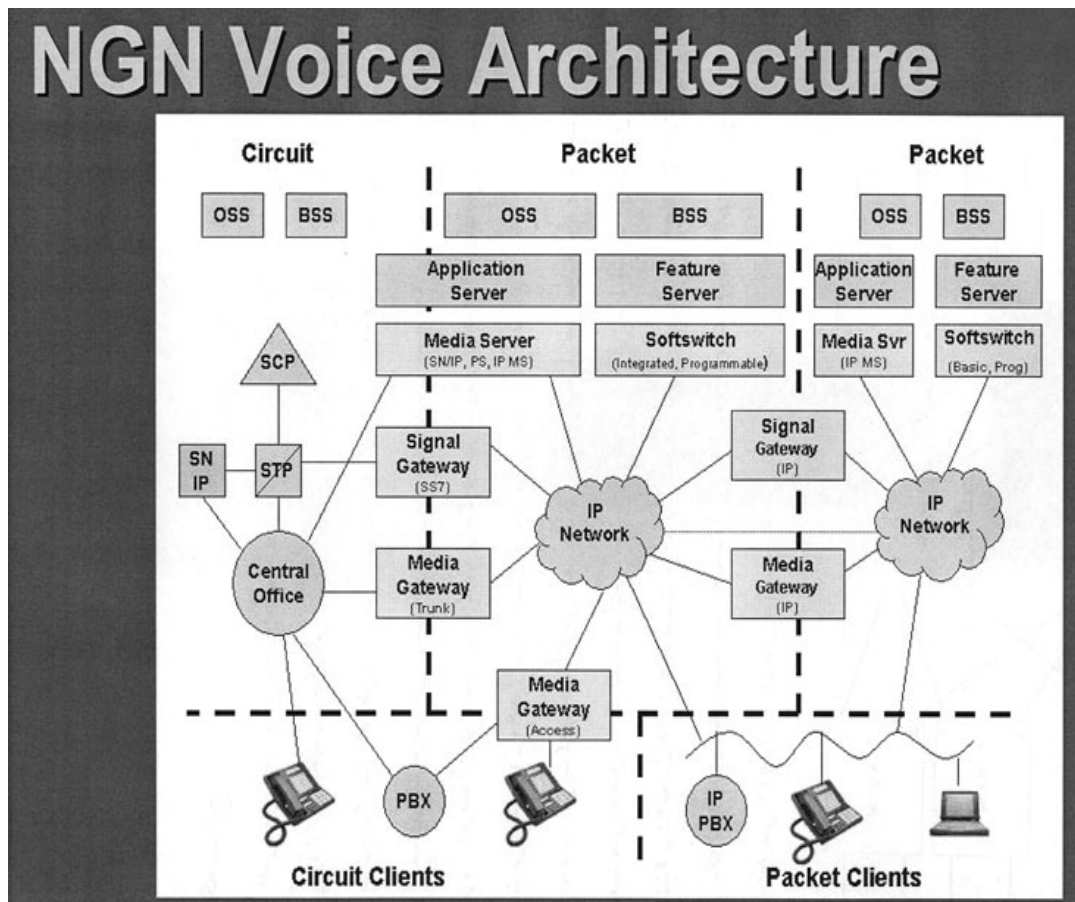 NGN Voice Architecture
Circuit
Packet
Packet
OSS
BSS
OSS
BSS
OSS
BSS
Application
Server
Feature
Server
Application
Server
Feature
Server
SCP
Media Server
(SN/IP, PS, IP MS)
Softswitch
(Integrated, Programmable)
Media Svr
(IP MS)
Softswitch
(Basic, Prog)
SN
IP
STP
Signal
Gateway
(SS7)
Signal
Gateway
(IP)
IP
Network
IP
Network
Central
Office
Media
Gateway
(Trunk)
Media
Gateway
(IP)
Media
Gateway
(Access)
PBX
IP
PBX
Circuit Clients
Packet Clients